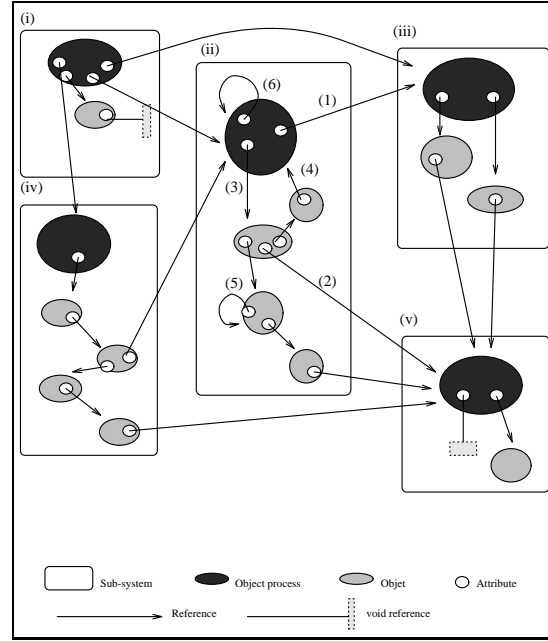 (i)
(ii)
(iii)
(6)
(1)
(3)
(4)
(iv)
(5)
(2)
(v)
Sub-system
Object process
Objet
Attribute
Reference
void reference